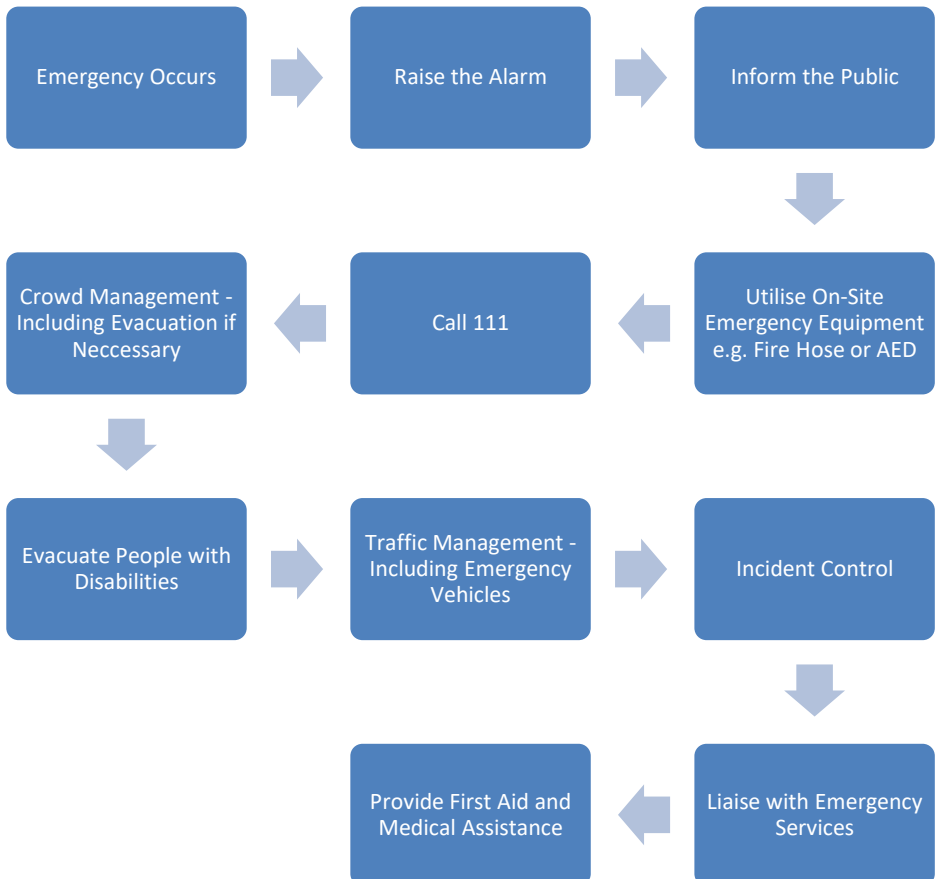 Emergency Occurs
Raise the Alarm
Inform the Public
Utilise On-Site
Emergency Equipment
e.g. Fire Hose or AED
Call 111
Crowd Management -
Including Evacuation if
Neccessary
Evacuate People with
Disabilities
Traffic Management -
Including Emergency
Vehicles
Incident Control
Liaise with Emergency
Services
Provide First Aid and
Medical Assistance